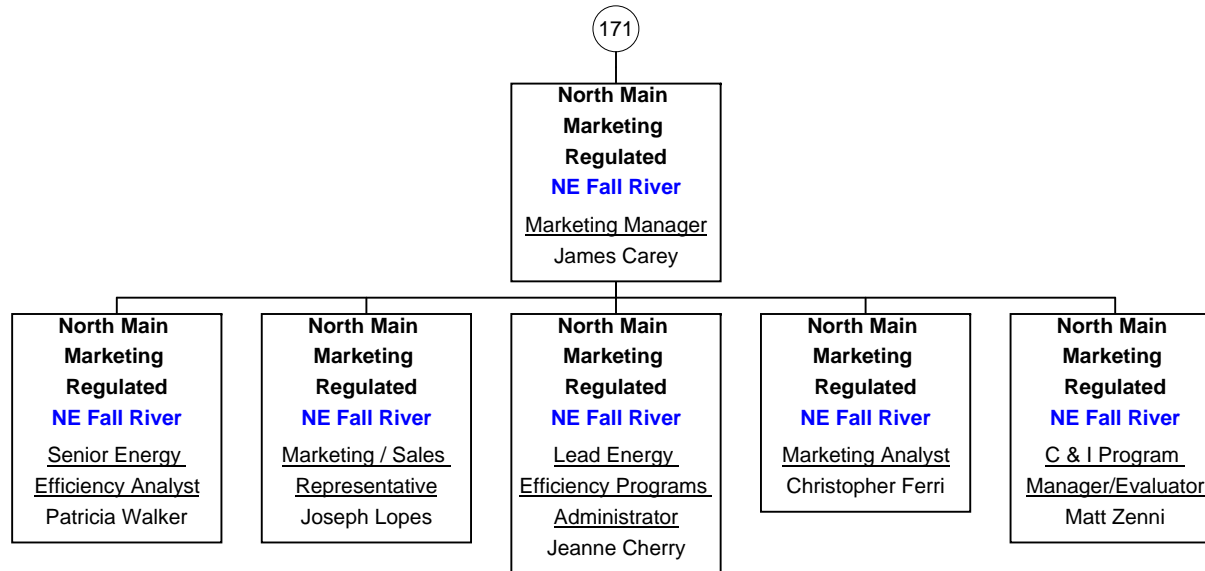 171
North Main
Marketing
Regulated
NE Fall River
Marketing Manager
James Carey
North Main
Marketing
Regulated
NE Fall River
Senior Energy
Efficiency Analyst
Patricia Walker
North Main
Marketing
Regulated
NE Fall River
Marketing / Sales
Representative
Joseph Lopes
North Main
Marketing
Regulated
NE Fall River
Lead Energy
Efficiency Programs
Administrator
Jeanne Cherry
North Main
Marketing
Regulated
NE Fall River
Marketing Analyst
Christopher Ferri
North Main
Marketing
Regulated
NE Fall River
C & I Program
Manager/Evaluator
Matt Zenni